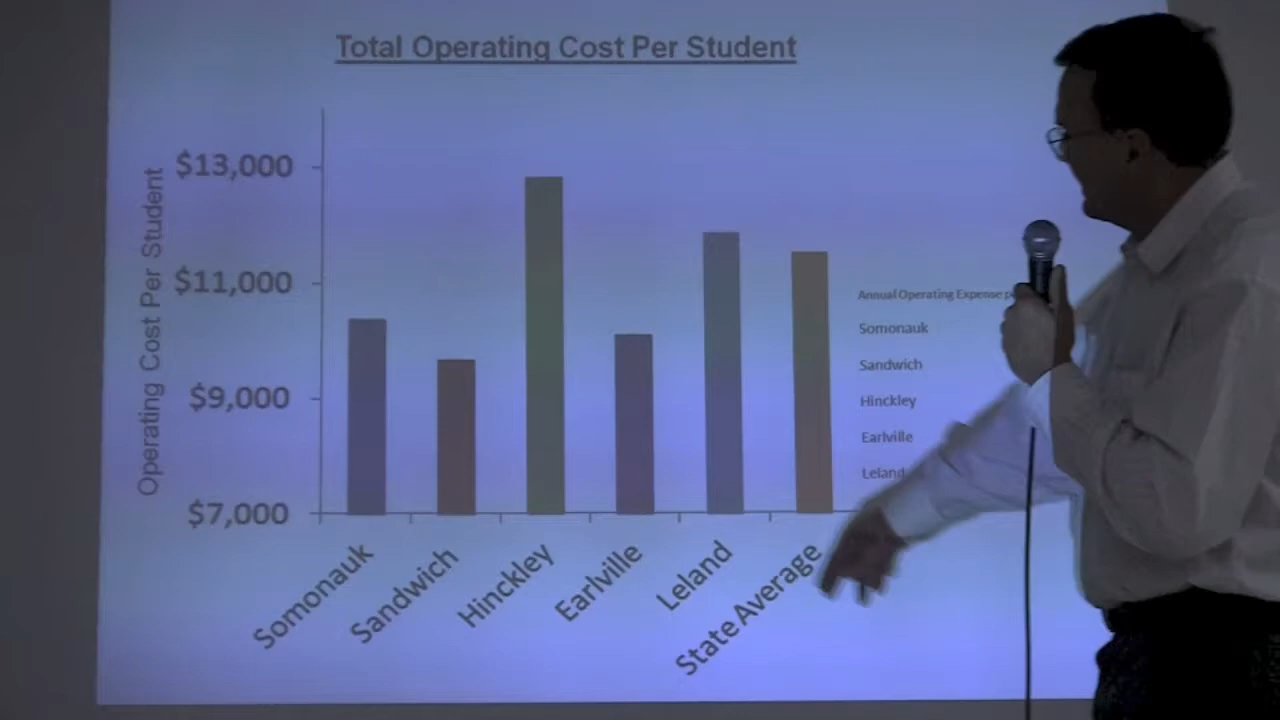 Total Operating Cost Per Student
Operating Cost Per Student
$13,000
$11,000
$9,000
$7,000
Somonauk
Sandwich
Hinckley
Earlville
Leland
State Average
Annual Operating Expense
Somonauk
Sandwich
Hinckley
Earlville
Leland